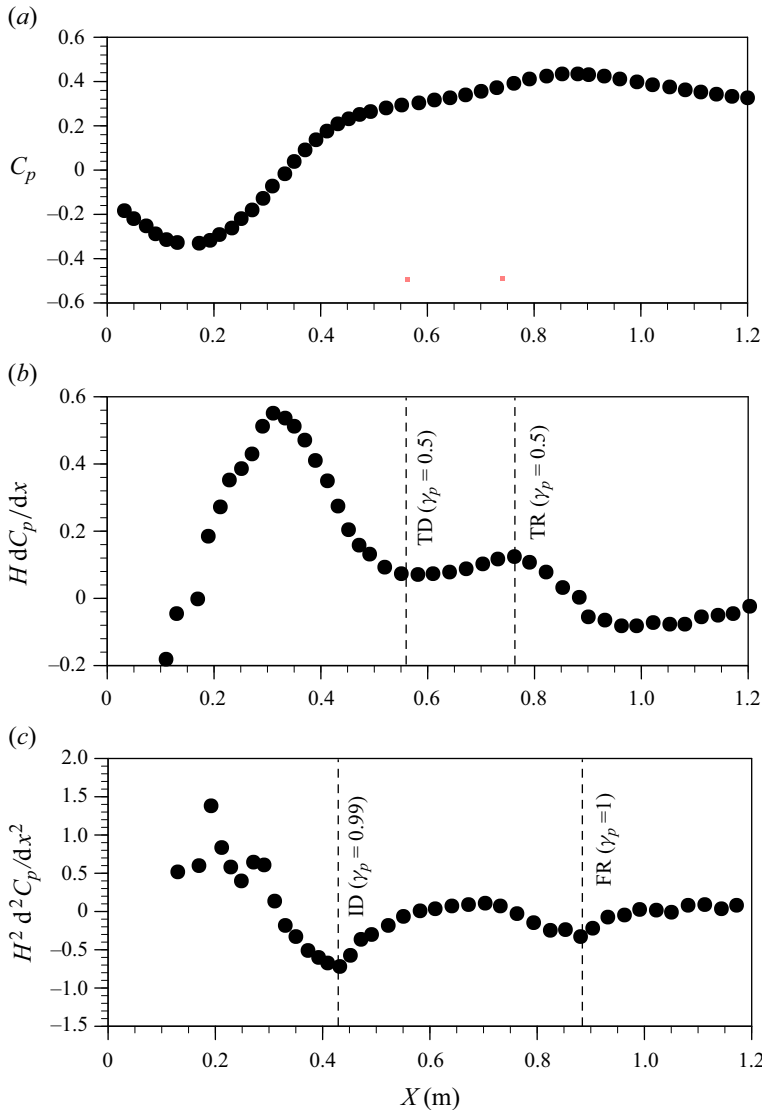 (a)
0.6
0.4
0.2
0
–0.2
–0.4
–0.6
C_p
0 0.2 0.4 0.6 0.8 1.0 1.2
(b)
0.6
0.4
0.2
0
–0.2
H dC_p/dx
TD (γ_p = 0.5)
TR (γ_p = 0.5)
0 0.2 0.4 0.6 0.8 1.0 1.2
(c)
2.0
1.5
1.0
0.5
0
–0.5
–1.0
–1.5
H² d²C_p/dx²
ID (γ_p = 0.99)
FR (γ_p =1)
0 0.2 0.4 0.6 0.8 1.0 1.2
X (m)